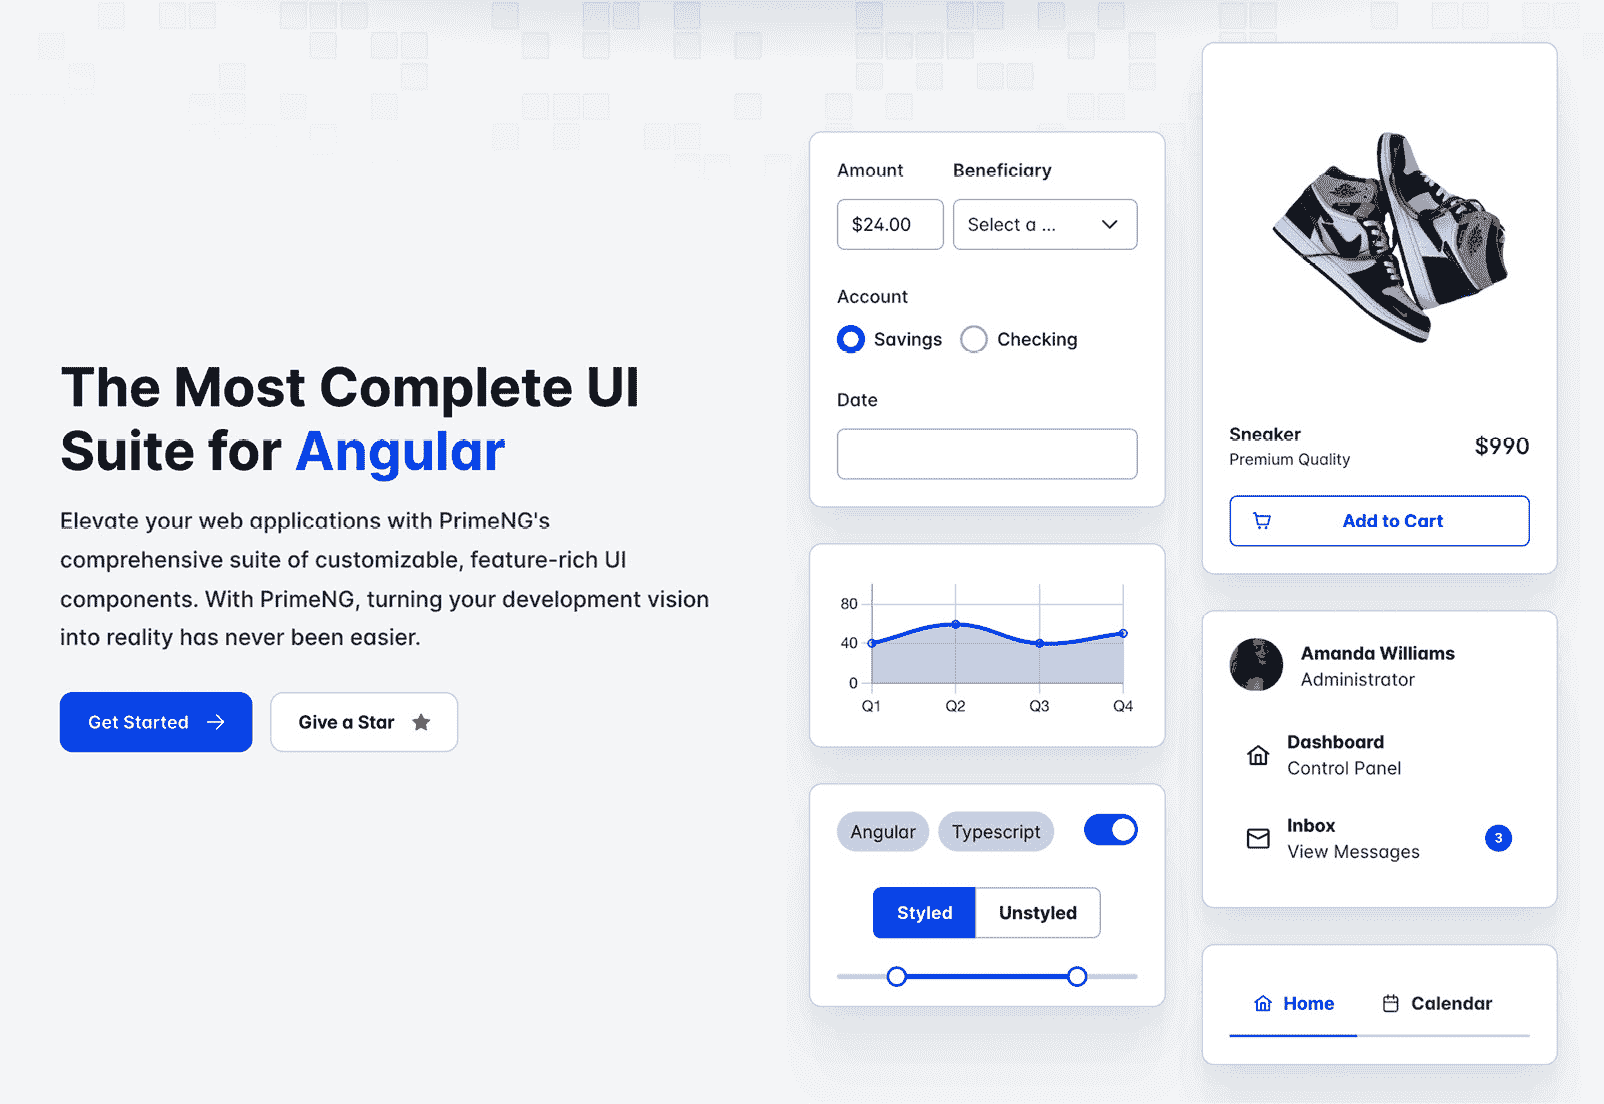 The Most Complete UI
Suite for Angular
Elevate your web applications with PrimeNG's
comprehensive suite of customizable, feature-rich UI
components. With PrimeNG, turning your development vision
into reality has never been easier.
Get Started
Give a Star
Amount
Beneficiary
$24.00
Select a ...
Account
Savings
Checking
Date
80
40
0
Q1
Q2
Q3
Q4
Angular
Typescript
Styled
Unstyled
Sneaker
Premium Quality
$990
Add to Cart
Amanda Williams
Administrator
Dashboard
Control Panel
Inbox
View Messages
3
Home
Calendar